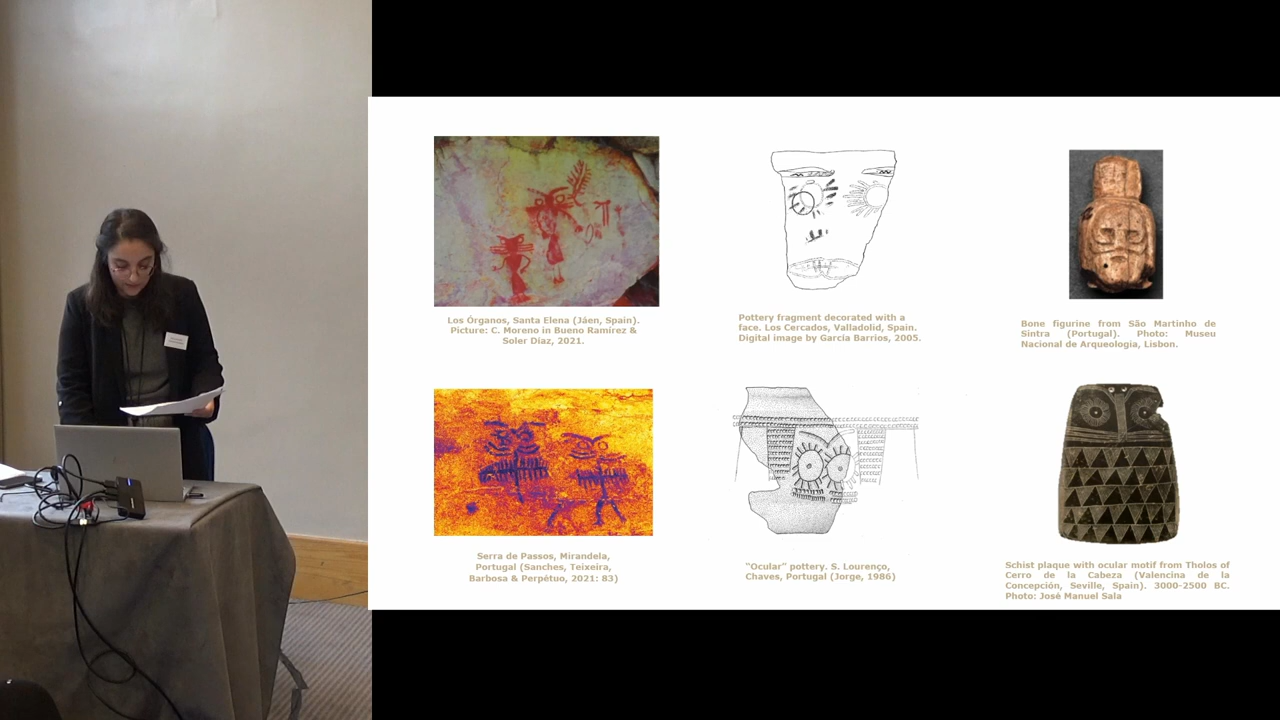 Los Órganos, Santa Elena (Jáen, Spain).
Picture: C. Moreno in Bueno Ramírez &
Soler Díaz, 2021.
Pottery fragment decorated with a
face. Los Cercados, Valladolid, Spain.
Digital image by Garcia Barrios, 2005.
Bone figurine from São Martinho de
Sintra (Portugal). Photo: Museu
Nacional de Arqueologia, Lisbon.
Serra de Passos, Mirandela,
Portugal (Sanches, Teixeira,
Barbosa & Perpétuo, 2021: 83)
"Ocular" pottery. S. Lourenço,
Chaves, Portugal (Jorge, 1986)
Schist plaque with ocular motif from Tholos of
Cerro de la Cabeza (Valencina de la
Concepción, Seville, Spain). 3000-2500 BC.
Photo: José Manuel Sala